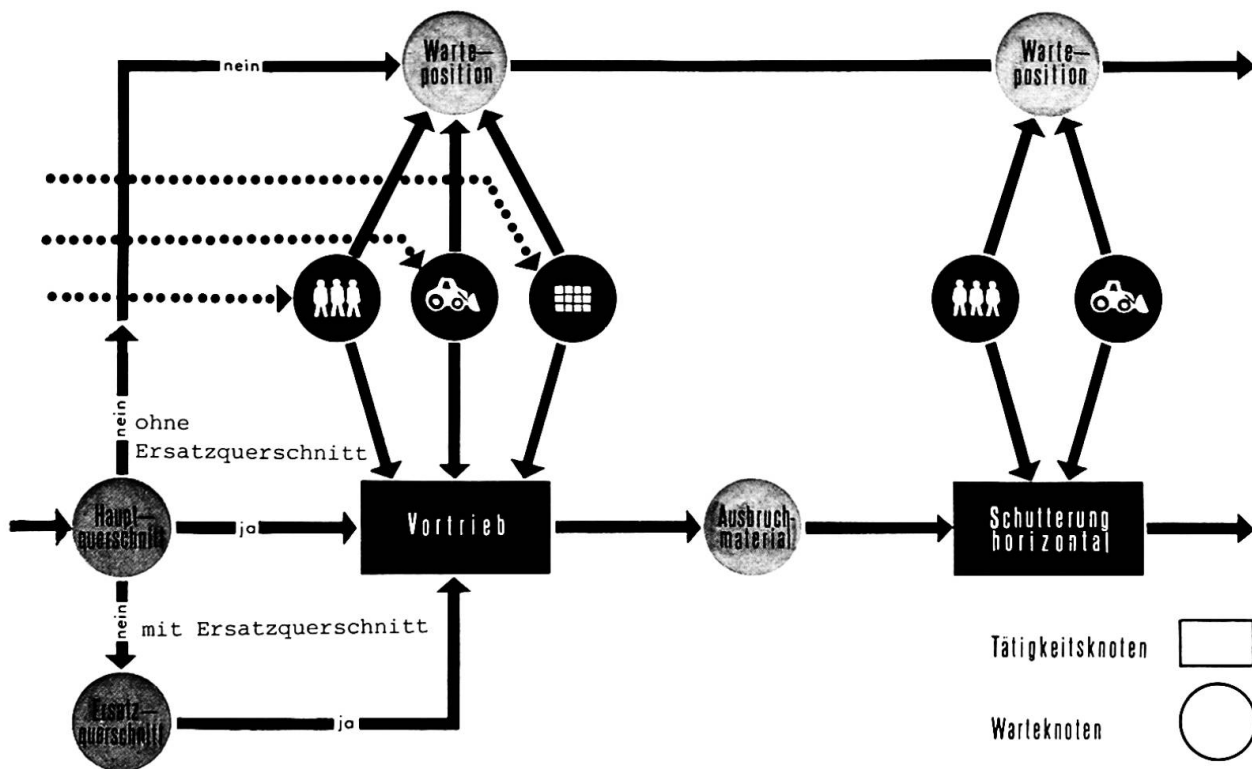 Warte—
position
Warte—
position
nein
nein
ohne
Ersatzquerschnitt
Haupt—
querschnitt
ja
Vortrieb
Ausbruch-
material
Schutterung
horizontal
nein
mit Ersatzquerschnitt
Ersatz—
querschnitt
ja
Tätigkeitsknoten
Warteknoten